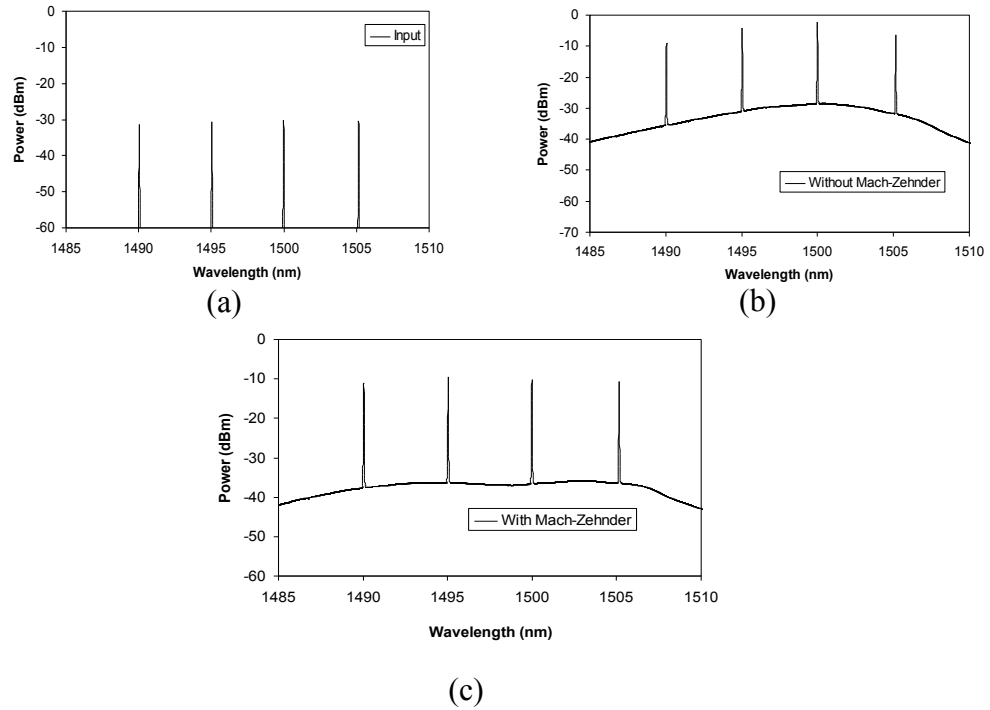 0
-10
-20
-30
-40
-50
-60
Power (dBm)
Input
1485 1490 1495 1500 1505 1510
Wavelength (nm)
(a)
0
-10
-20
-30
-40
-50
-60
-70
Power (dBm)
Without Mach-Zehnder
1485 1490 1495 1500 1505 1510
Wavelength (nm)
(b)
0
-10
-20
-30
-40
-50
-60
Power (dBm)
With Mach-Zehnder
1485 1490 1495 1500 1505 1510
Wavelength (nm)
(c)